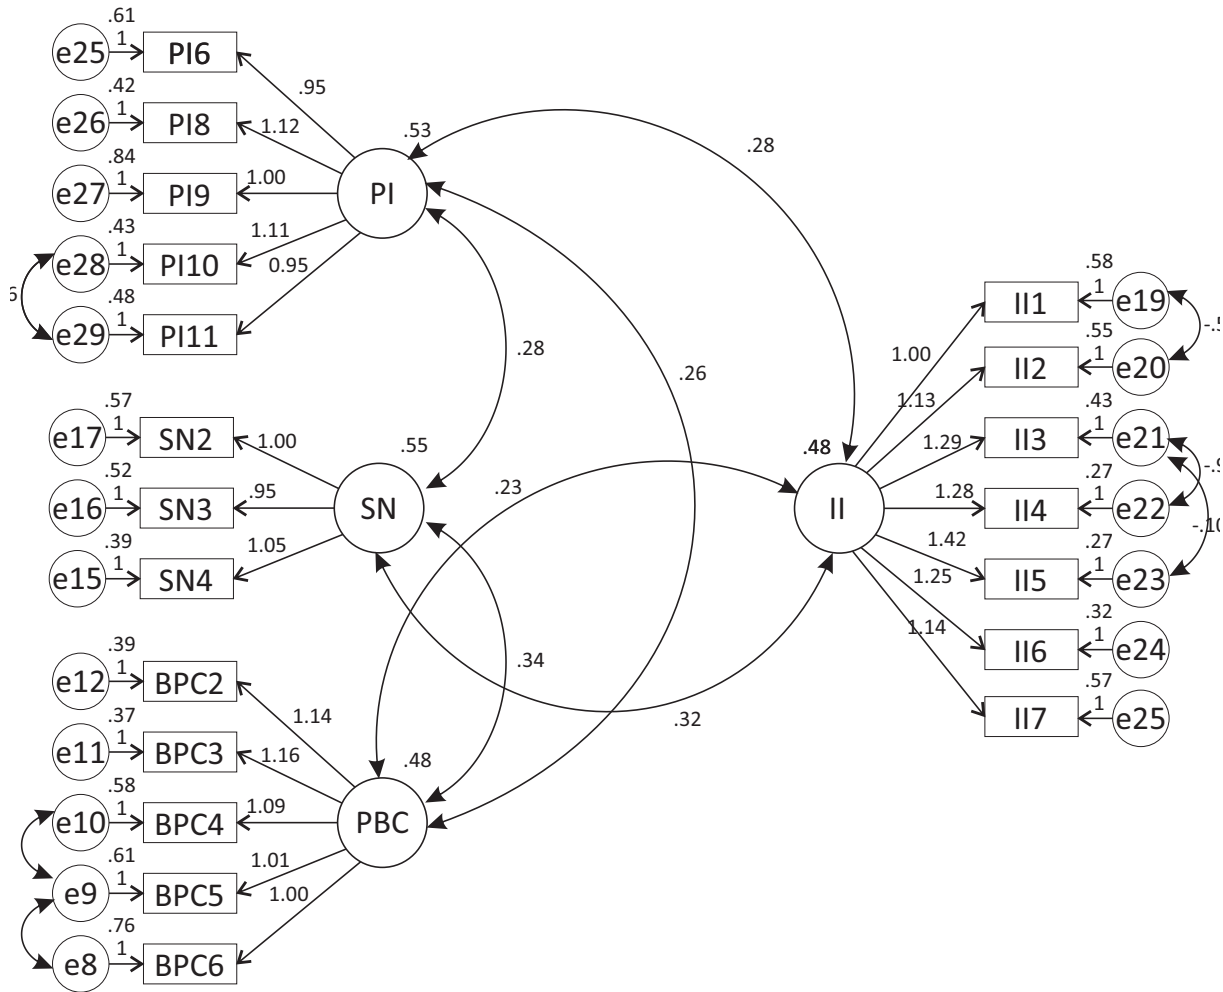 .61
e25 1 PI6
.95
.42
e26 1 PI8
1.12
.84
e27 1 PI9
1.00
.53
PI
.43
e28 1 PI10
1.11
.48
e29 1 PI11
0.95
6
.28
.28
.26
.57
e17 1 SN2
1.00
.52
e16 1 SN3
.95
.39
e15 1 SN4
1.05
.55
SN
.23
.34
.32
.39
e12 1 BPC2
1.14
.37
e11 1 BPC3
1.16
.58
e10 1 BPC4
1.09
.61
e9 1 BPC5
1.01
.76
e8 1 BPC6
1.00
.48
PBC
.48
II
.58
1.00 II1 1 e19
-.5
.55
1.13 II2 1 e20
.43
1.29 II3 1 e21
-.9
.27
1.28 II4 1 e22
-.10
.27
1.42 II5 1 e23
.32
1.25 II6 1 e24
.57
1.14 II7 1 e25